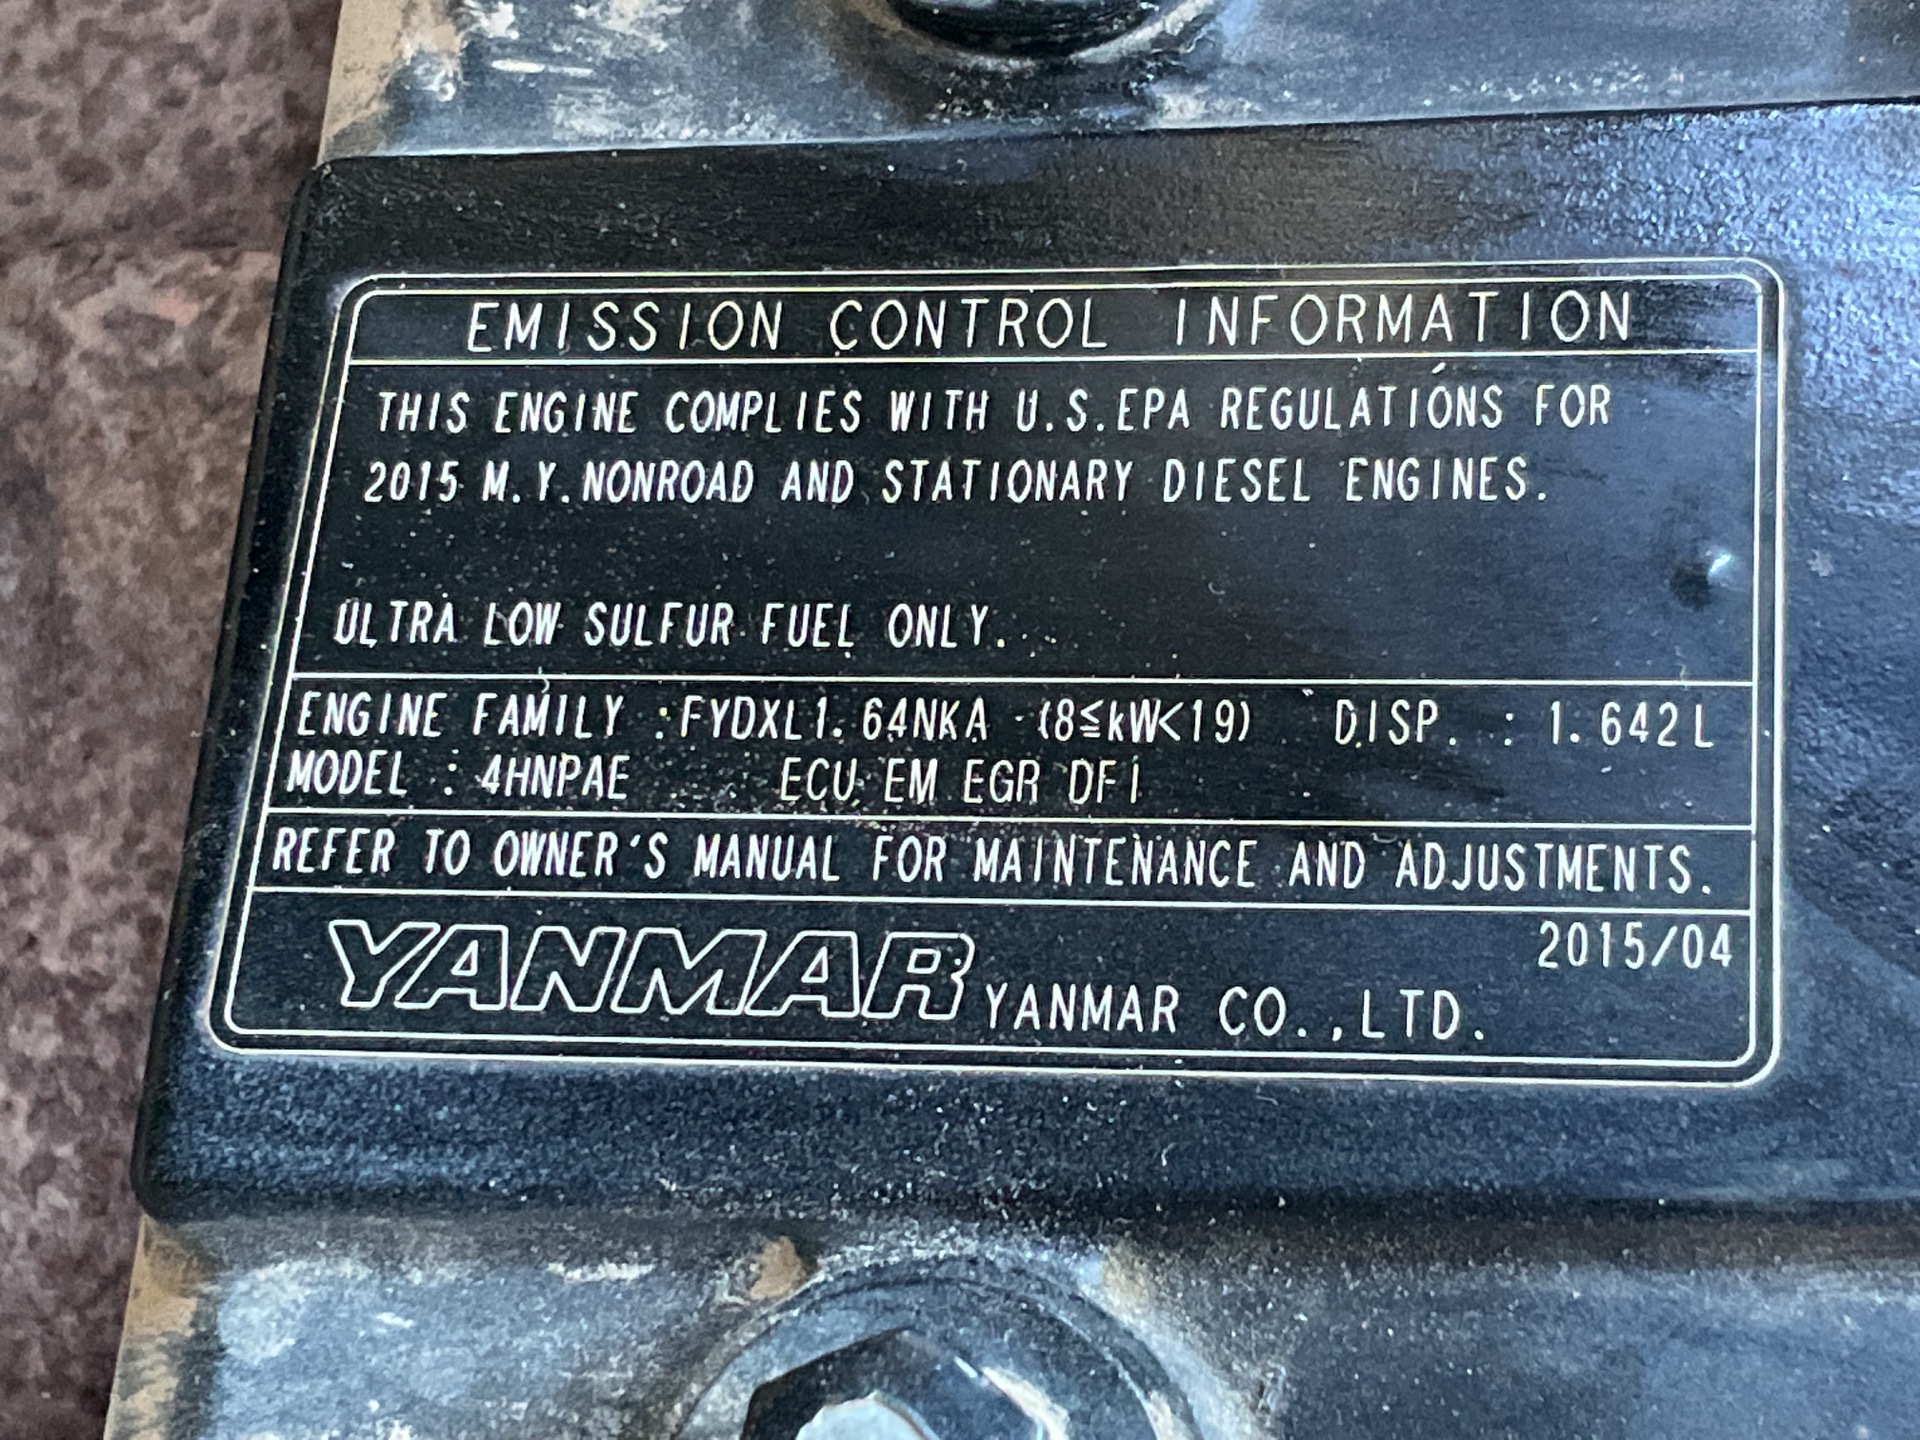 EMISSION CONTROL INFORMATION
THIS ENGINE COMPLIES WITH U.S.EPA REGULATIONS FOR
2015 M.Y.NONROAD AND STATIONARY DIESEL ENGINES.
ULTRA LOW SULFUR FUEL ONLY.
ENGINE FAMILY :FYDXL1.64NKA (8≦kW<19) DISP. : 1.642L
MODEL : 4HNPAE ECU EM EGR DFI
REFER TO OWNER'S MANUAL FOR MAINTENANCE AND ADJUSTMENTS.
2015/04
YANMAR YANMAR CO.,LTD.